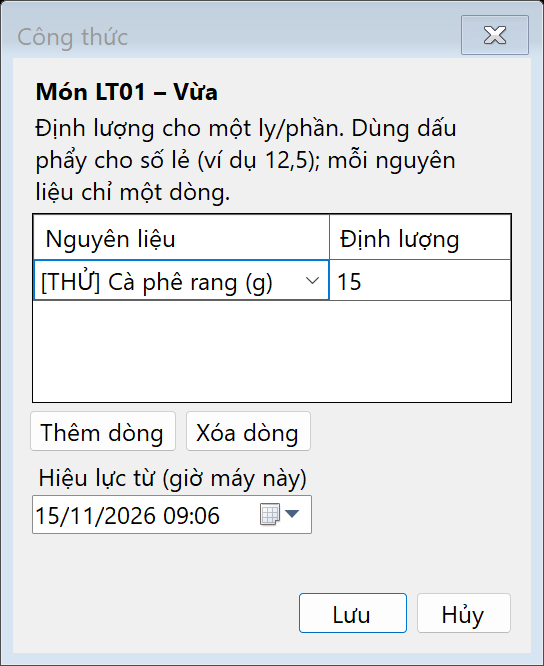 Công thức
Món LT01 – Vừa
Định lượng cho một ly/phần. Dùng dấu
phẩy cho số lẻ (ví dụ 12,5); mỗi nguyên
liệu chỉ một dòng.
Nguyên liệu Định lượng
[THỬ] Cà phê rang (g) 15
Thêm dòng Xóa dòng
Hiệu lực từ (giờ máy này)
15/11/2026 09:06
Lưu Hủy